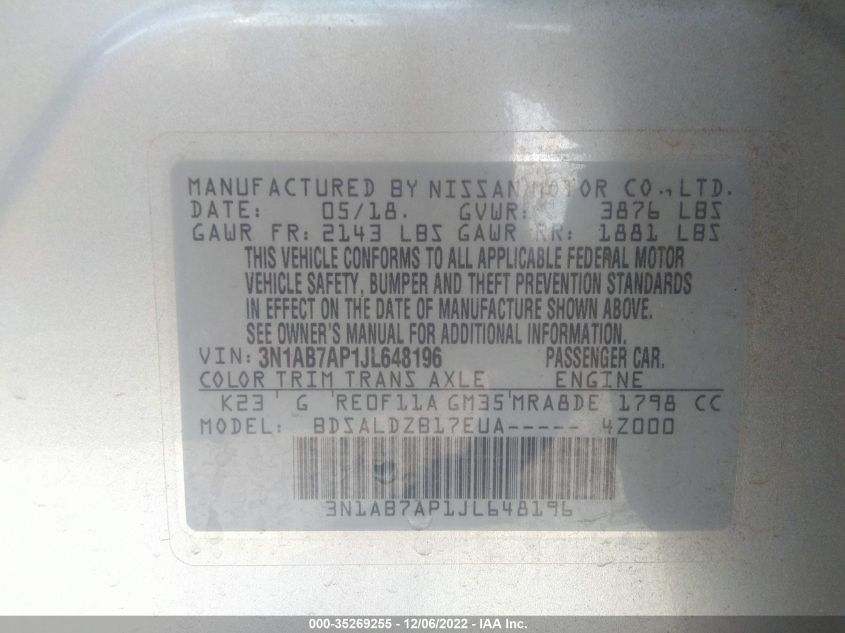 MANUFACTURED BY NISSAN MOTOR CO., LTD.
DATE: 05/18. GVWR: 3876 LBS
GAWR FR: 2143 LBS GAWR RR: 1881 LBS
THIS VEHICLE CONFORMS TO ALL APPLICABLE FEDERAL MOTOR
VEHICLE SAFETY, BUMPER AND THEFT PREVENTION STANDARDS
IN EFFECT ON THE DATE OF MANUFACTURE SHOWN ABOVE.
SEE OWNER'S MANUAL FOR ADDITIONAL INFORMATION.
VIN: 3N1AB7AP1JL648196 PASSENGER CAR.
COLOR TRIM TRANS AXLE ENGINE
K23 G RE0F11A GM35 MRA8DE 1798 CC
MODEL: BDSALDZB17EUA----- 4Z000
3N1AB7AP1JL648196
000-35269255 - 12/06/2022 - IAA Inc.